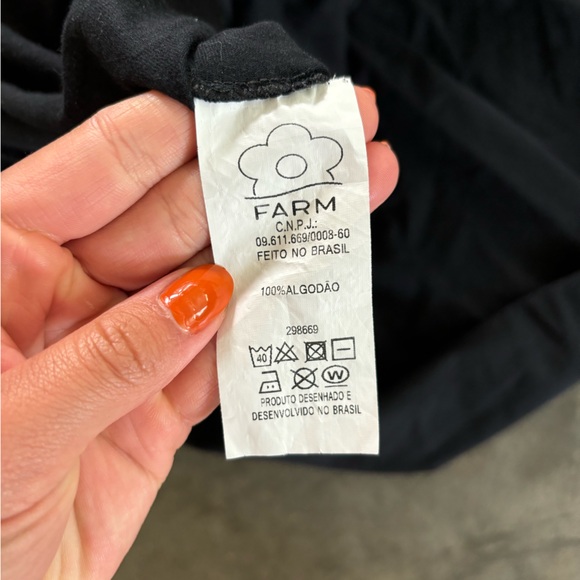 FARM
C.N.P.J.:
09.611.669/0008-60
FEITO NO BRASIL
100%ALGODÃO
298669
40
W
PRODUTO DESENHADO E
DESENVOLVIDO NO BRASIL